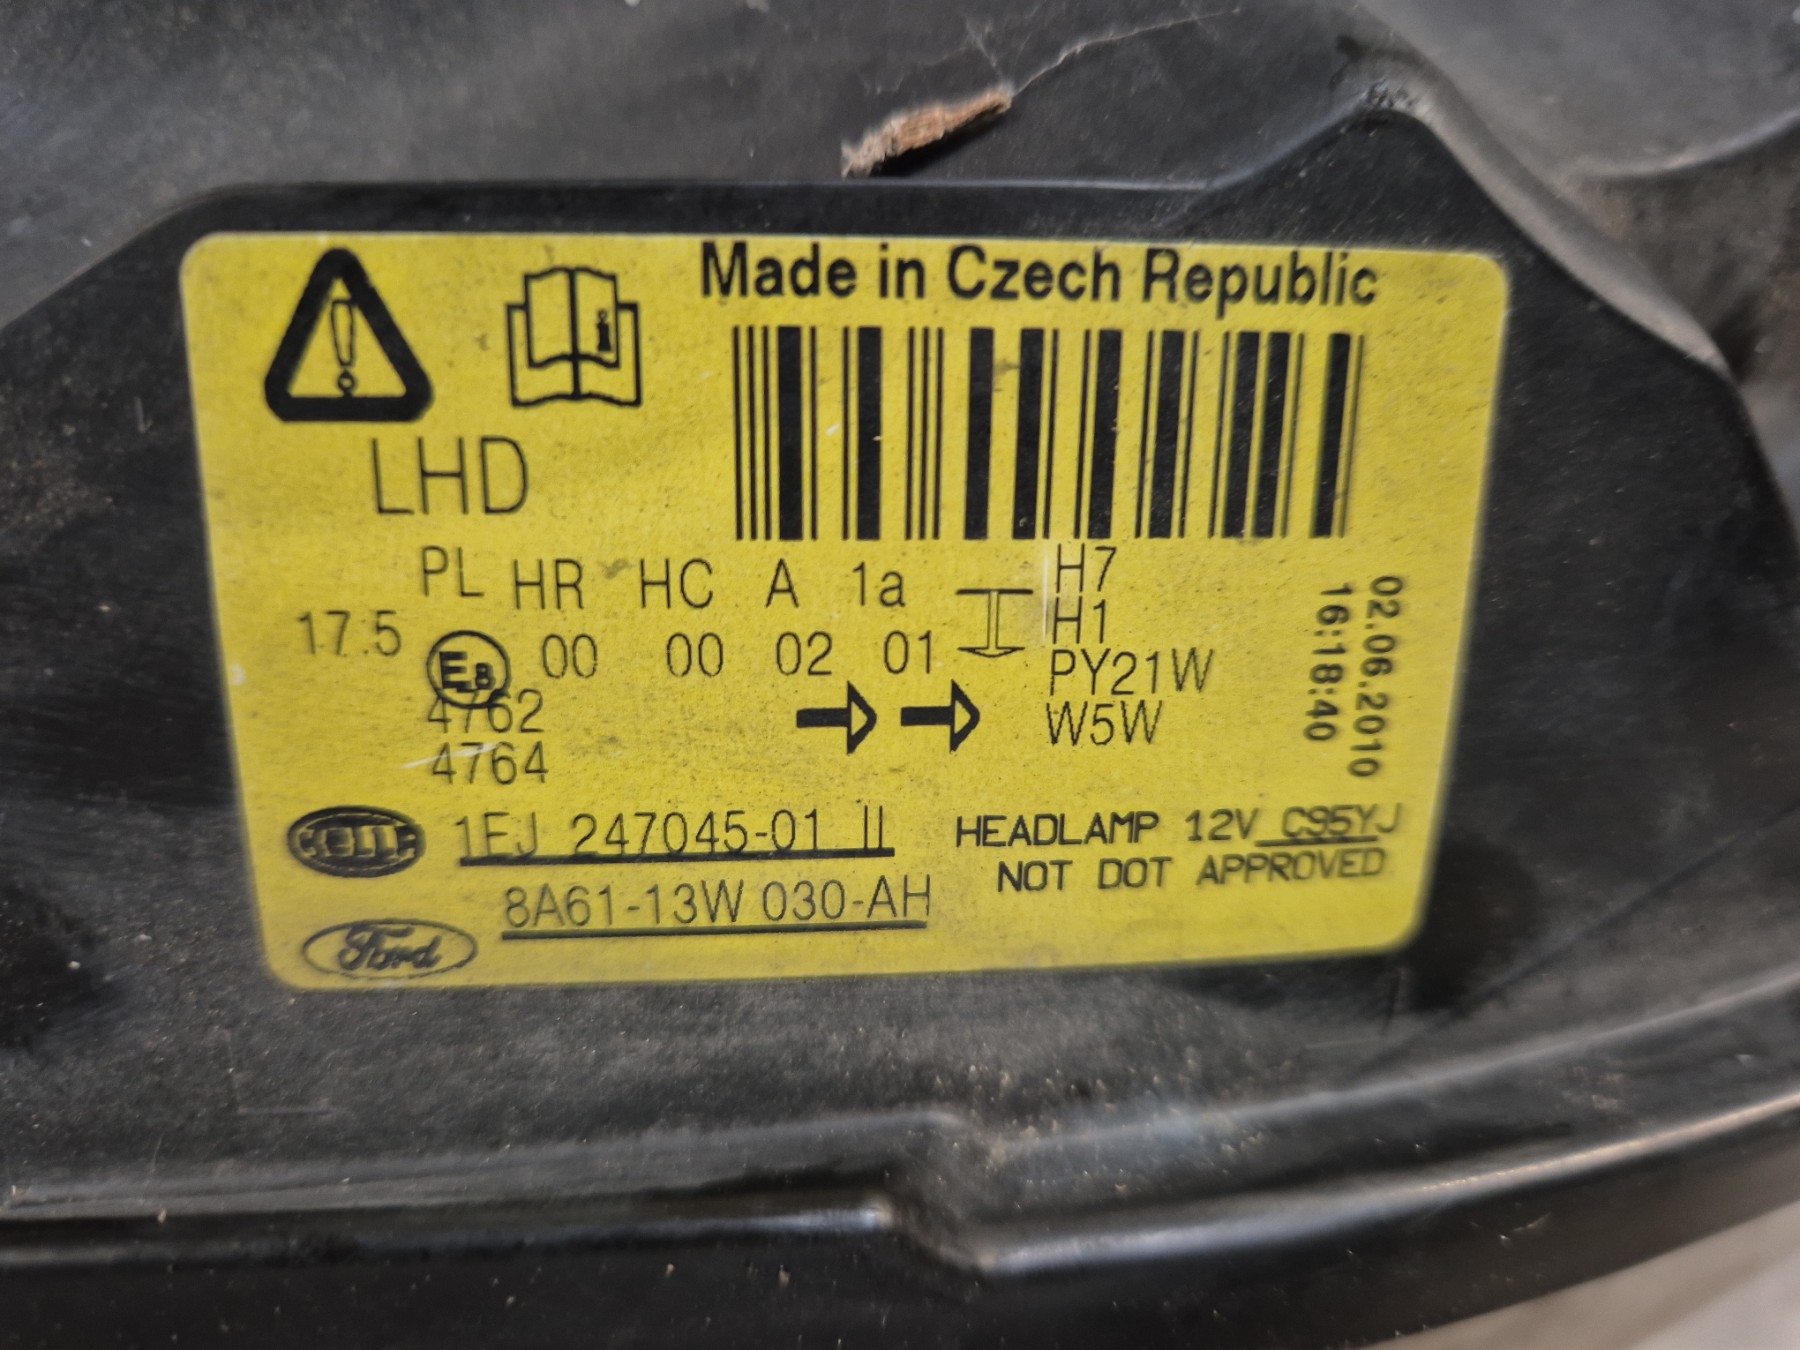 Made in Czech Republic
LHD
PL HR HC A 1a
17.5 E8 00 00 02 01
4762
4764
H7
H1
PY21W
W5W
02.06.2010
16:18:40
HELLA 1EJ 247045-01 II
8A61-13W 030-AH
Ford
HEADLAMP 12V C95YJ
NOT DOT APPROVED